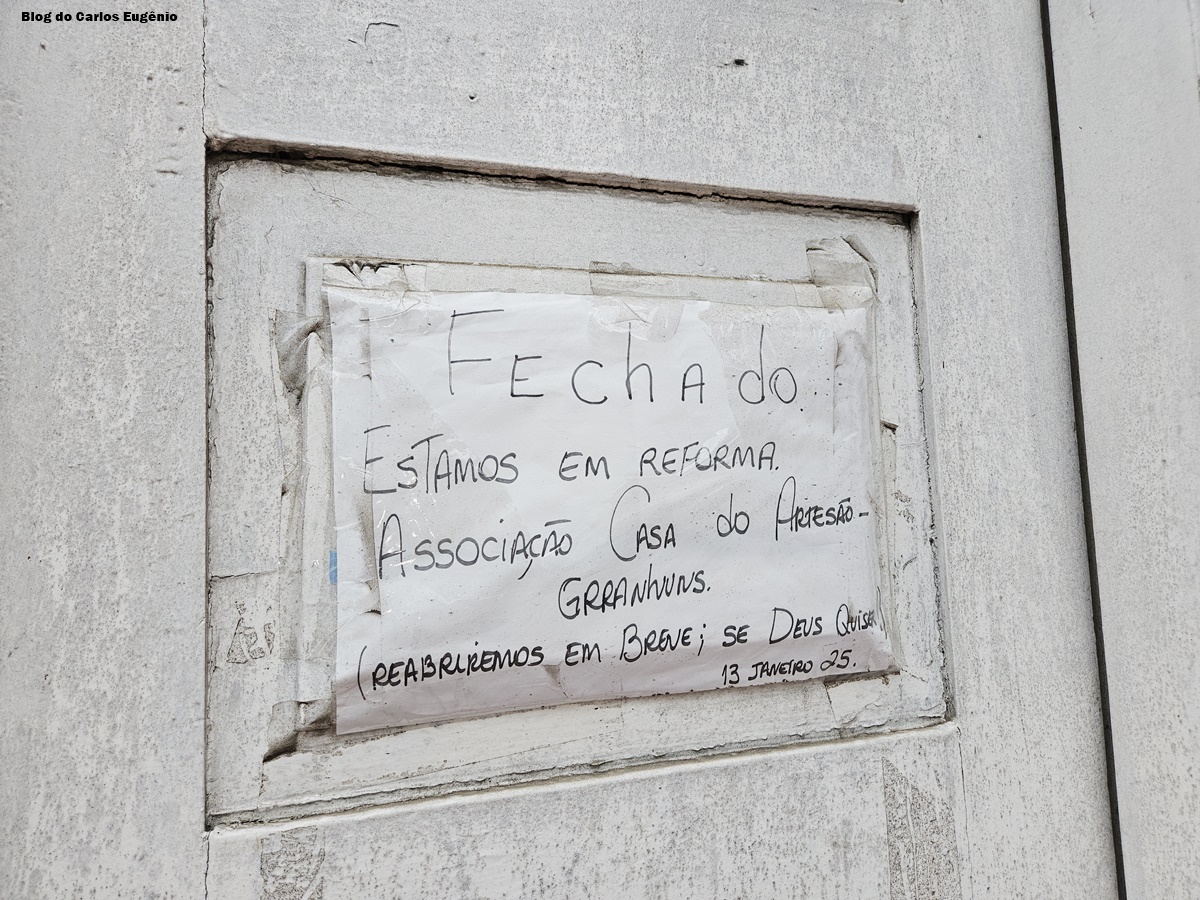 Blog do Carlos Eugênio
FEchAdo
ESTAMOS EM REFORMA.
ASSOCIAÇÃO CASA do ARTESÃO-
GRRANHUNS.
(REABRIREMOS EM BREVE; SE DEUS QUISER)
13 JANEIRO 25.